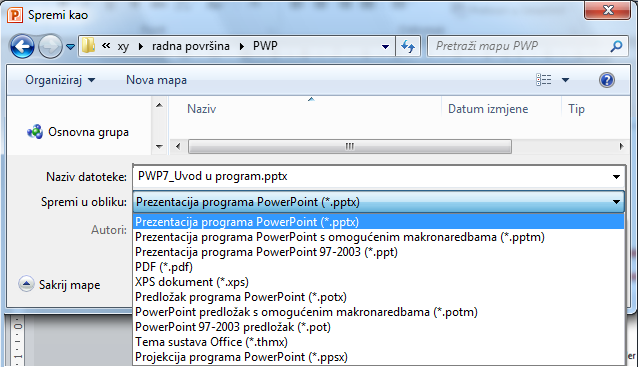 Spremi kao
xy radna površina PWP
Pretraži mapu PWP
Organiziraj Nova mapa
Naziv Datum izmjene Tip
Osnovna grupa
Naziv datoteke: PWP7_Uvod u program.pptx
Spremi u obliku: Prezentacija programa PowerPoint (*.pptx)
Autori:
Prezentacija programa PowerPoint (*.pptx)
Prezentacija programa PowerPoint s omogućenim makronaredbama (*.pptm)
Prezentacija programa PowerPoint 97-2003 (*.ppt)
PDF (*.pdf)
XPS dokument (*.xps)
Predložak programa PowerPoint (*.potx)
PowerPoint predložak s omogućenim makronaredbama (*.potm)
PowerPoint 97-2003 predložak (*.pot)
Tema sustava Office (*.thmx)
Projekcija programa PowerPoint (*.ppsx)
Sakrij mape